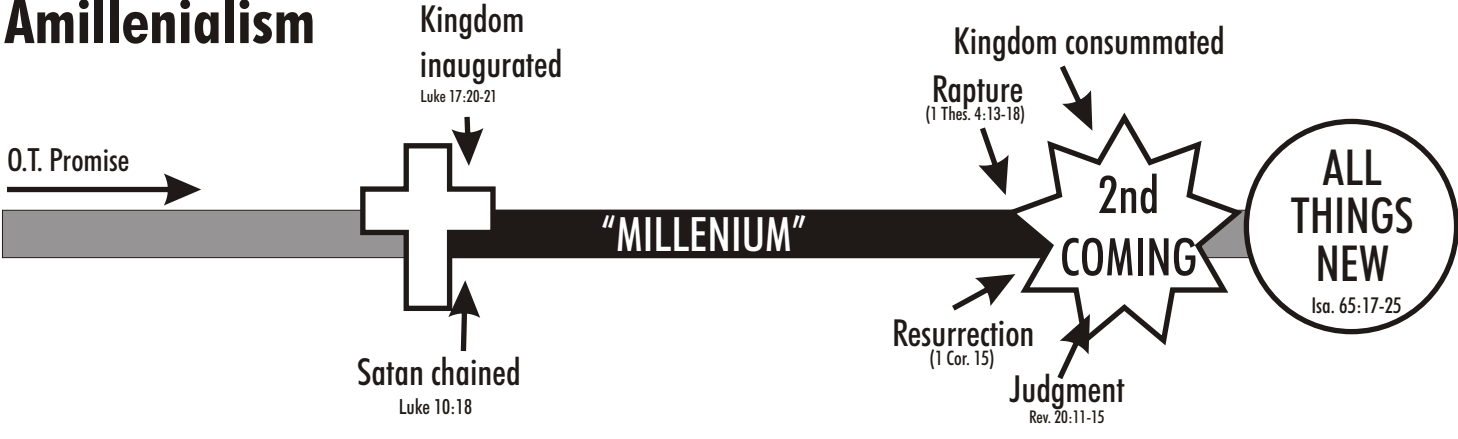 Amillenialism
Kingdom
inaugurated
Luke 17:20-21
O.T. Promise
Satan chained
Luke 10:18
“MILLENIUM”
Kingdom consummated
Rapture
(1 Thes. 4:13-18)
2nd
COMING
Resurrection
(1 Cor. 15)
Judgment
Rev. 20:11-15
ALL
THINGS
NEW
Isa. 65:17-25